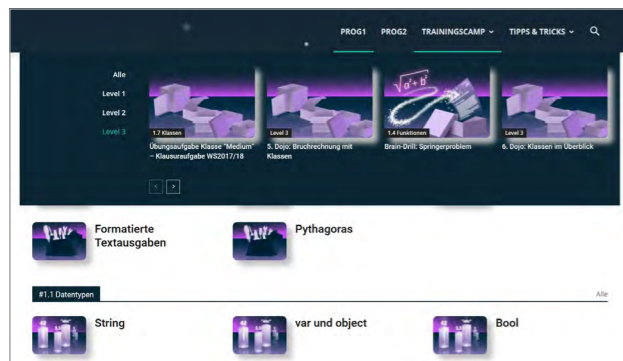 PROG1 PROG2 TRAININGSCAMP TIPPS & TRICKS
Alle
Level 1
Level 2
Level 3
√a²+b²
1.7 Klassen
Übungsaufgabe Klasse "Medium"
– Klausuraufgabe WS2017/18
Level 3
5. Dojo: Bruchrechnung mit
Klassen
1.4 Funktionen
Brain-Drill: Springerproblem
Level 3
6. Dojo: Klassen im Überblick
Formatierte
Textausgaben
Pythagoras
#1.1 Datentypen
Alle
String
var und object
Bool